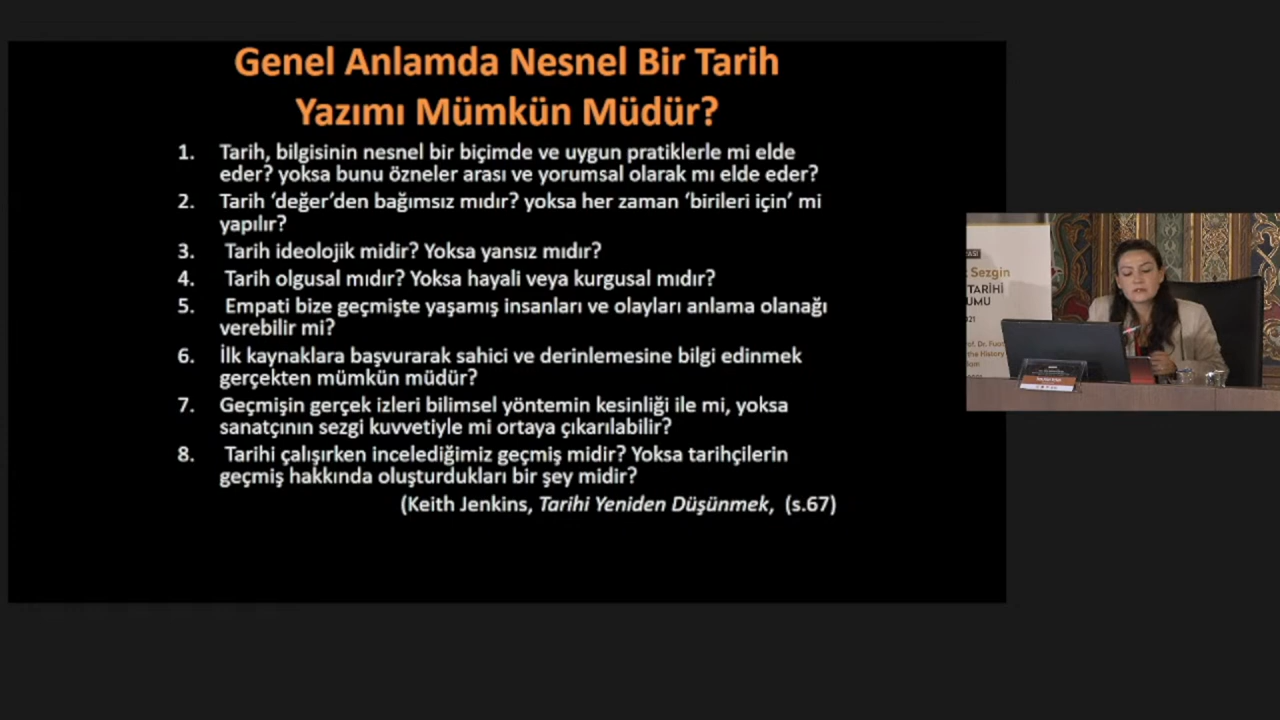 Genel Anlamda Nesnel Bir Tarih
Yazımı Mümkün Müdür?
1. Tarih, bilgisinin nesnel bir biçimde ve uygun pratiklerle mi elde
eder? yoksa bunu özneler arası ve yorumsal olarak mı elde eder?
2. Tarih ‘değer’den bağımsız mıdır? yoksa her zaman ‘birileri için’ mi
yapılır?
3. Tarih ideolojik midir? Yoksa yansız mıdır?
4. Tarih olgusal mıdır? Yoksa hayali veya kurgusal mıdır?
5. Empati bize geçmişte yaşamış insanları ve olayları anlama olanağı
verebilir mi?
6. İlk kaynaklara başvurarak sahici ve derinlemesine bilgi edinmek
gerçekten mümkün müdür?
7. Geçmişin gerçek izleri bilimsel yöntemin kesinliği ile mi, yoksa
sanatçının sezgi kuvvetiyle mi ortaya çıkarılabilir?
8. Tarihi çalışırken incelediğimiz geçmiş midir? Yoksa tarihçilerin
geçmiş hakkında oluşturdukları bir şey midir?
(Keith Jenkins, Tarihi Yeniden Düşünmek, (s.67)
Sezgin
TARİHİ